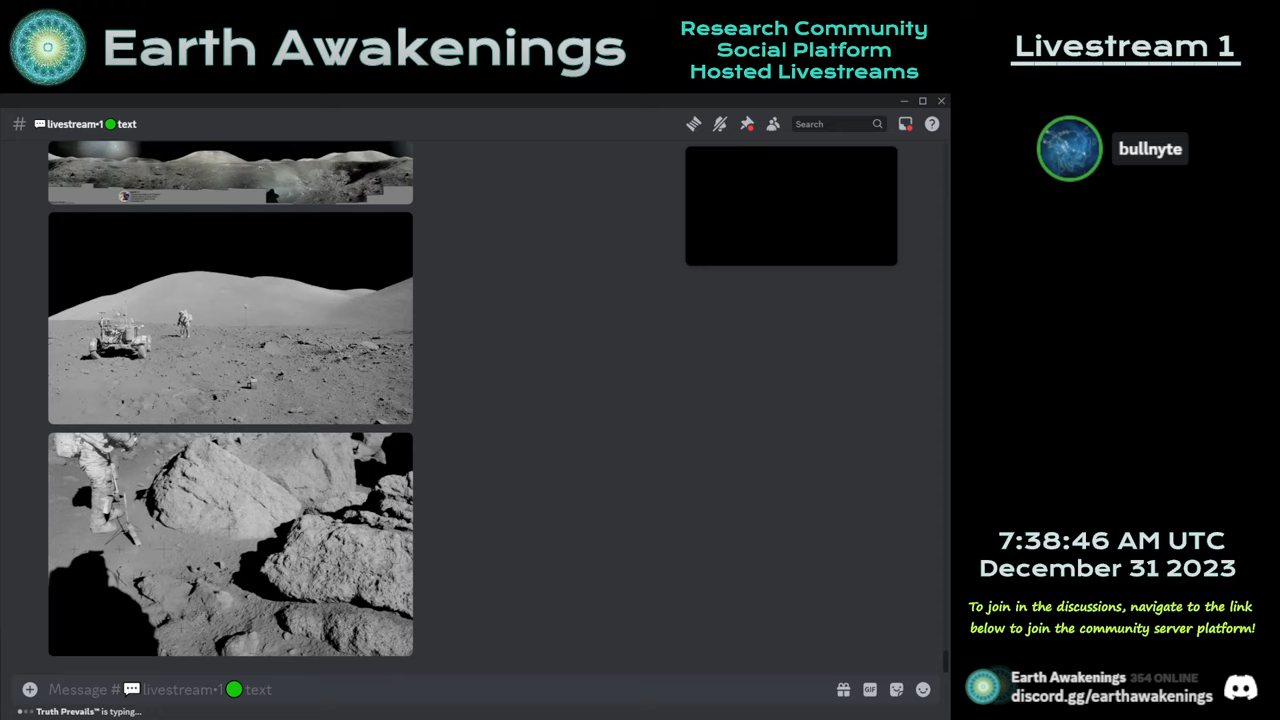 Earth Awakenings
Research Community
Social Platform
Hosted Livestreams
Livestream 1
# livestream•1 text
Search
bullnyte
7:38:46 AM UTC
December 31 2023
To join in the discussions, navigate to the link
below to join the community server platform!
Earth Awakenings 354 ONLINE
discord.gg/earthawakenings
Message # livestream•1 text
GIF
Truth Prevails™ is typing...